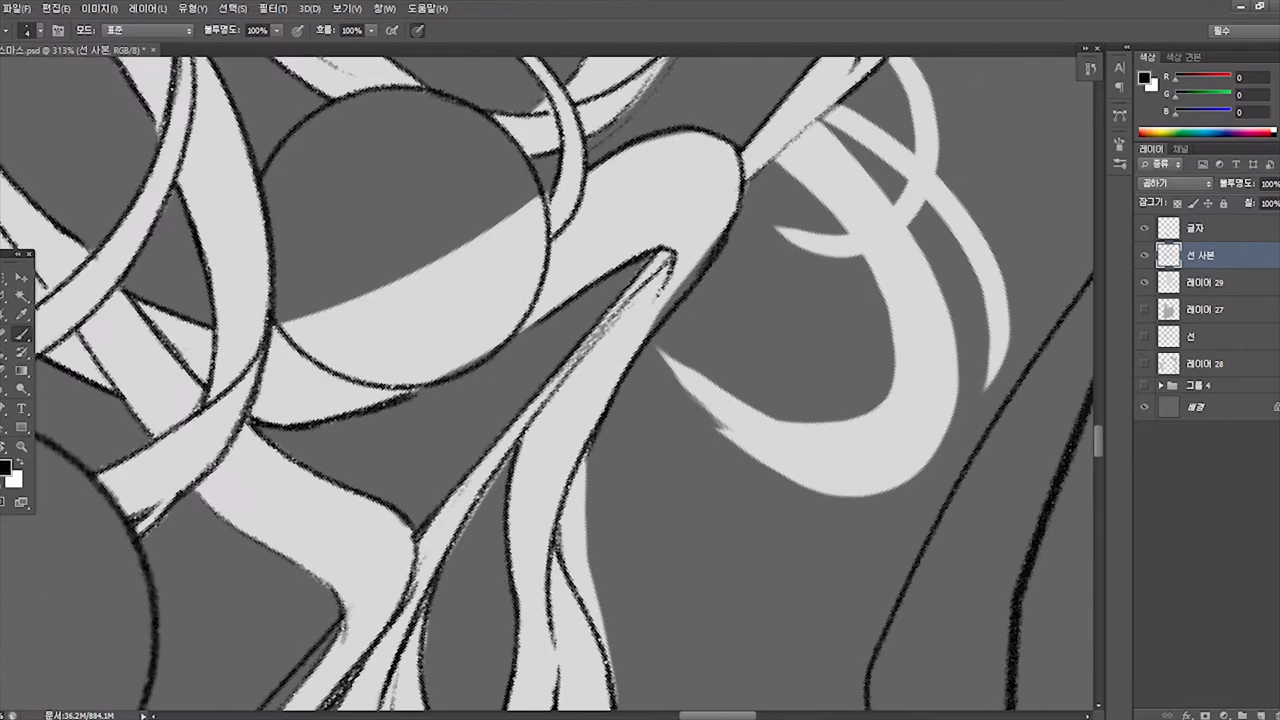 파일(F) 편집(E) 이미지(I) 레이어(L) 유형(Y) 선택(S) 필터(T) 3D(D) 보기(V) 창(W) 도움말(H)
4 모드: 표준 불투명도: 100% 흐름: 100% 필수
스마스.psd @ 313% (선 사본, RGB/8) * ×
색상 색상 견본
R 0
G 0
B 0
레이어 채널
종류
곱하기 불투명도: 100%
잠그기: 칠: 100%
글자
선 사본
레이어 29
레이어 27
선
레이어 28
그룹 4
배경
문서:36.2M/884.1M